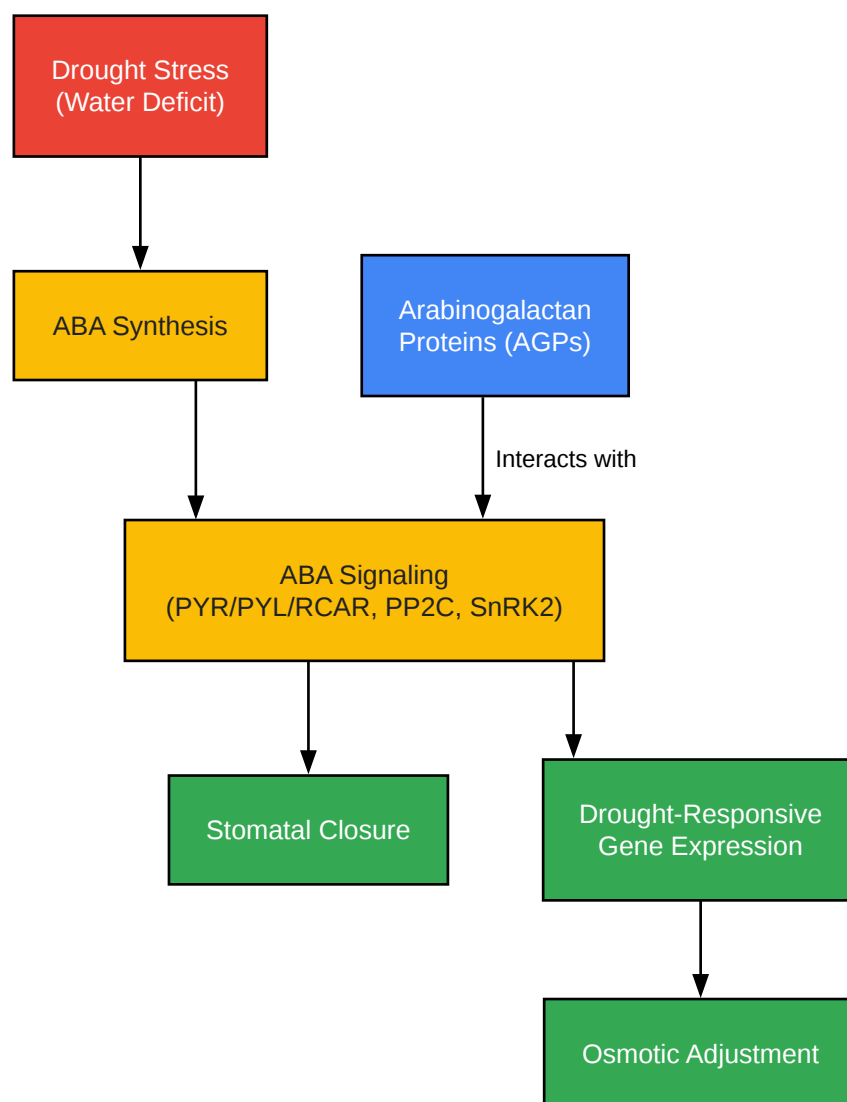 Drought Stress
(Water Deficit)
ABA Synthesis
Arabinogalactan
Proteins (AGPs)
Interacts with
ABA Signaling
(PYR/PYL/RCAR, PP2C, SnRK2)
Stomatal Closure
Drought-Responsive
Gene Expression
Osmotic Adjustment